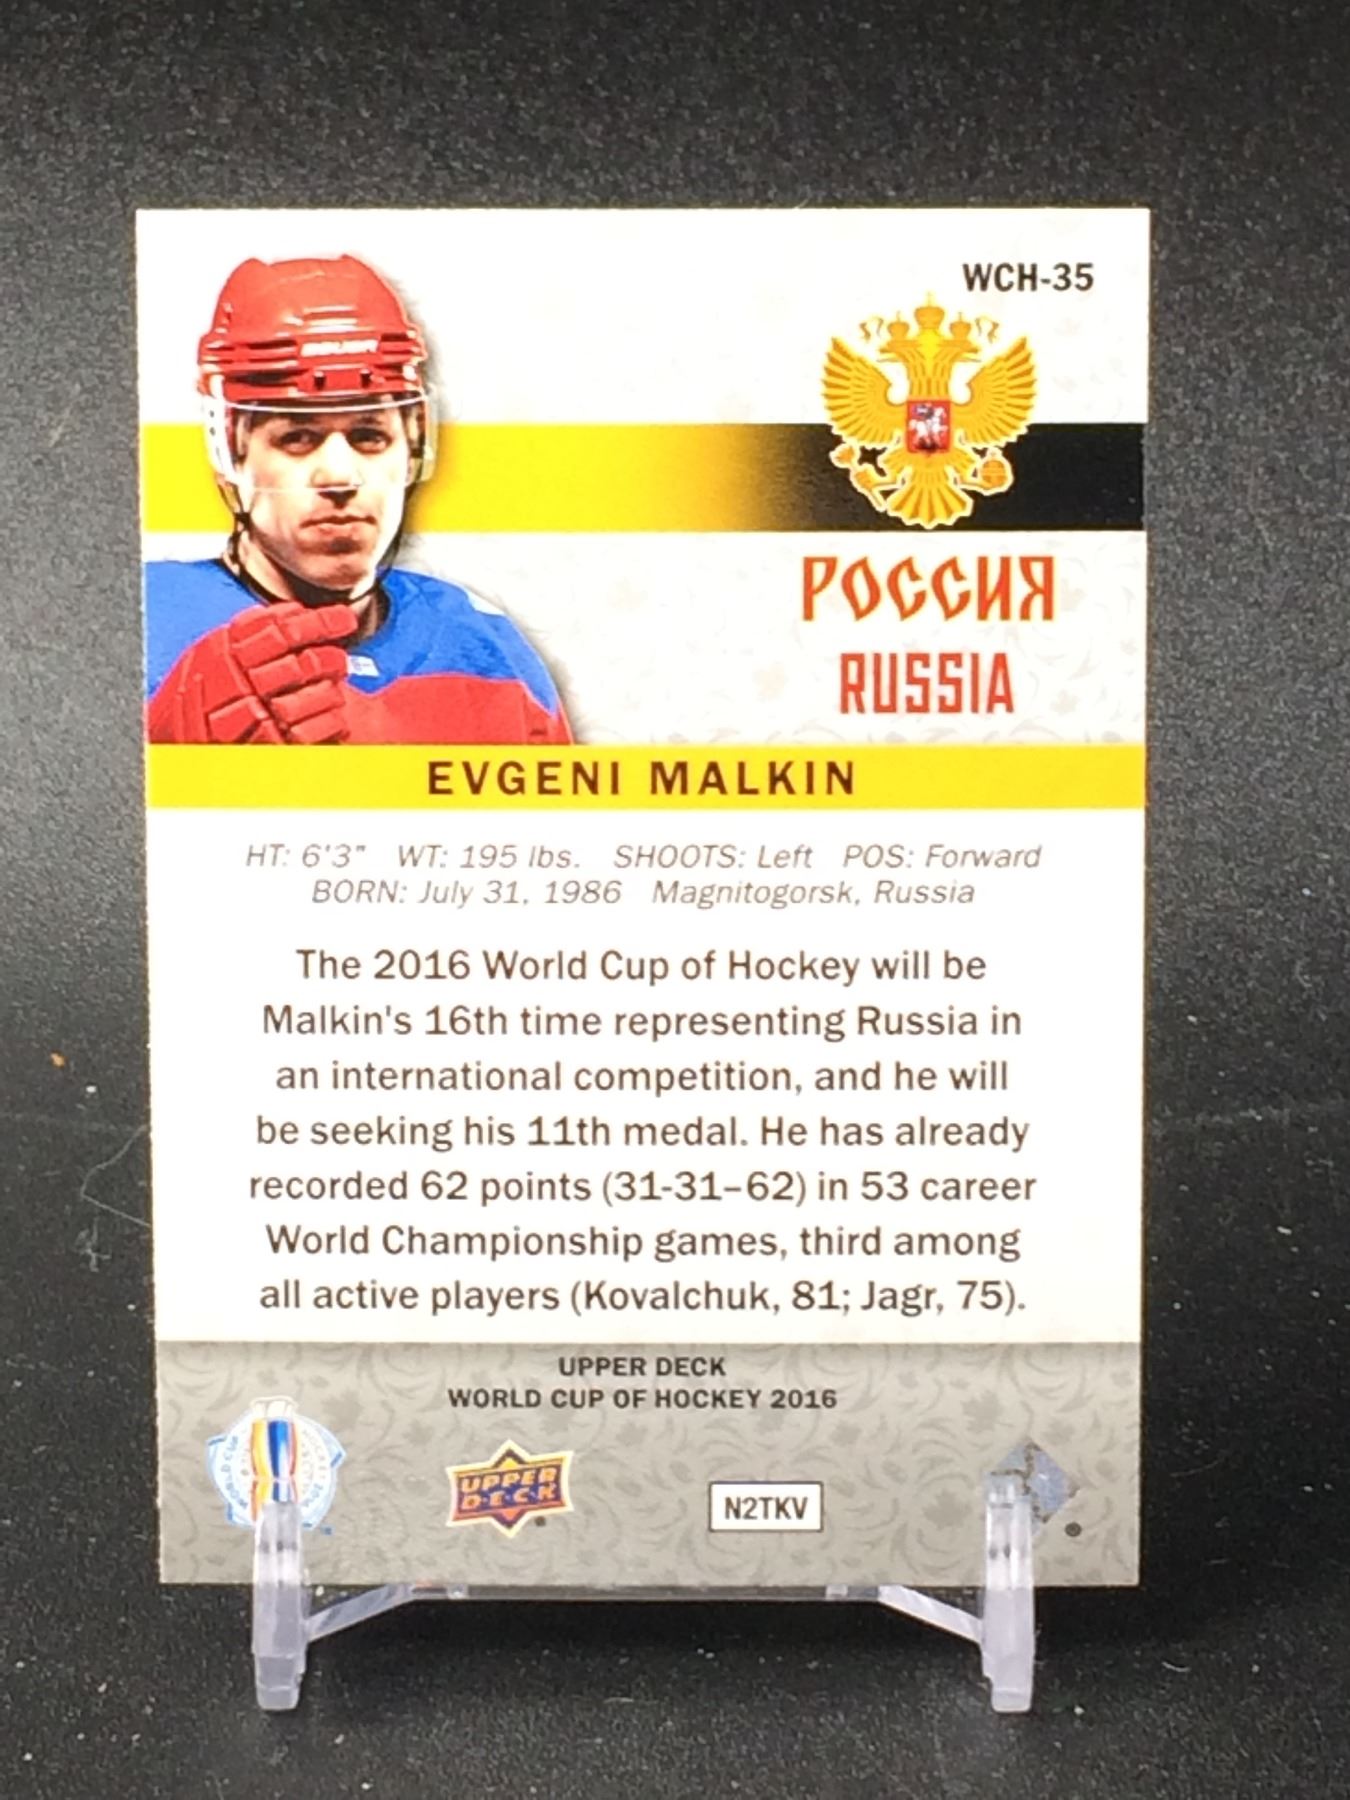 WCH-35
BAUER
РОССИЯ
RUSSIA
EVGENI MALKIN
HT: 6'3" WT: 195 lbs. SHOOTS: Left POS: Forward
BORN: July 31, 1986 Magnitogorsk, Russia
The 2016 World Cup of Hockey will be
Malkin's 16th time representing Russia in
an international competition, and he will
be seeking his 11th medal. He has already
recorded 62 points (31-31–62) in 53 career
World Championship games, third among
all active players (Kovalchuk, 81; Jagr, 75).
UPPER DECK
WORLD CUP OF HOCKEY 2016
WORLD CUP
UPPER
D·E·C·K
N2TKV